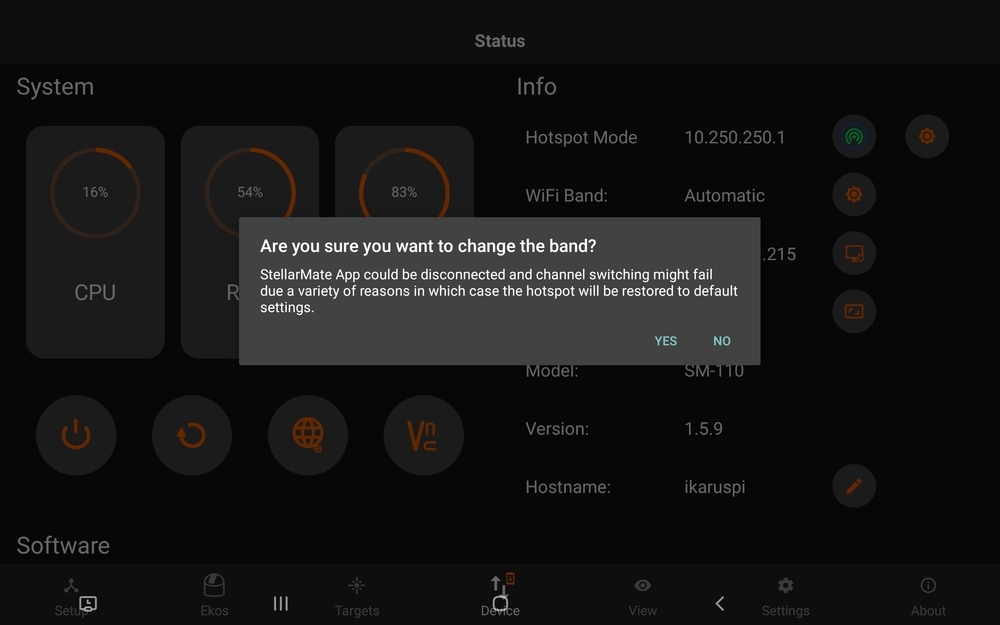 Status
System
Info
16%
54%
83%
CPU
R
Hotspot Mode 10.250.250.1
WiFi Band: Automatic
.215
Are you sure you want to change the band?
StellarMate App could be disconnected and channel switching might fail
due a variety of reasons in which case the hotspot will be restored to default
settings.
YES NO
Model: SM-110
Version: 1.5.9
Hostname: ikaruspi
Software
Setup Ekos Targets Device View Settings About